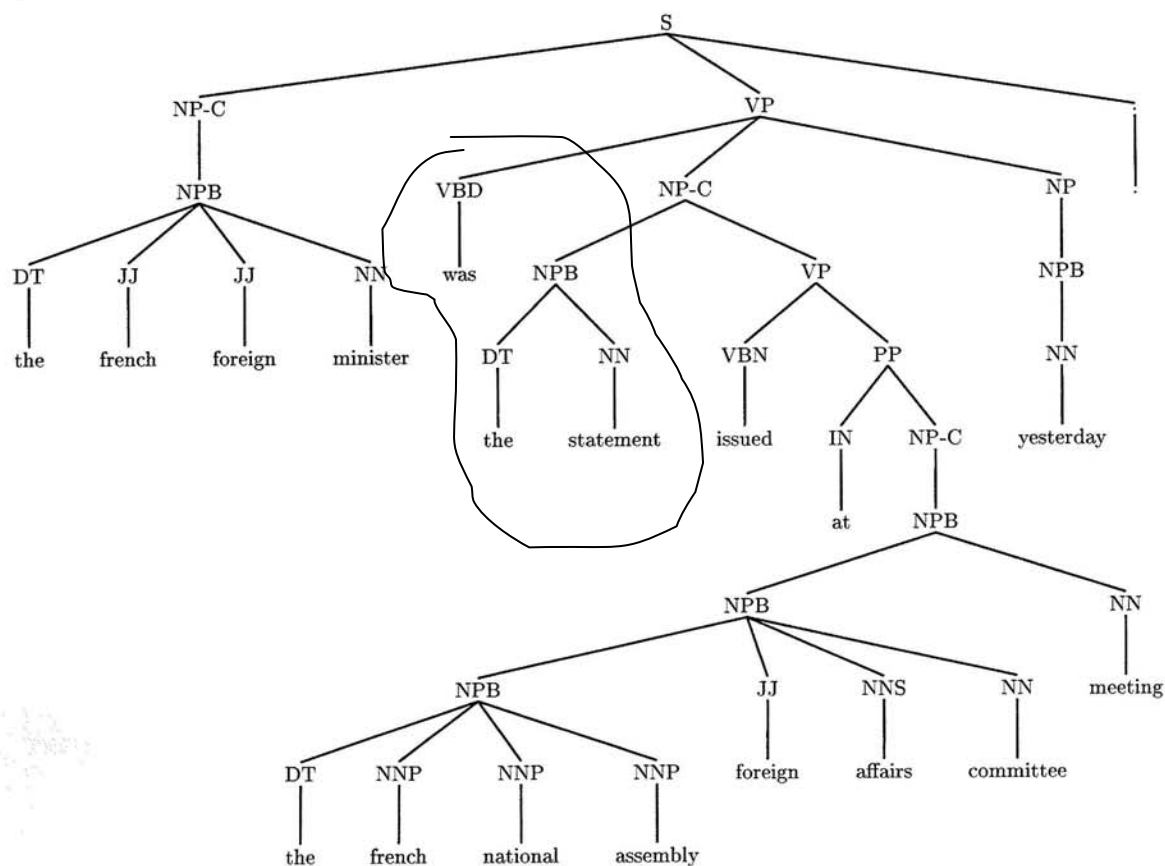 S
NP-C VP .
NPB VBD NP-C NP .
DT JJ JJ NN was NPB VP NPB
the french foreign minister DT NN VBN PP NN
the statement issued IN NP-C yesterday
at NPB
NPB NN
NPB JJ NNS NN meeting
DT NNP NNP NNP foreign affairs committee
the french national assembly